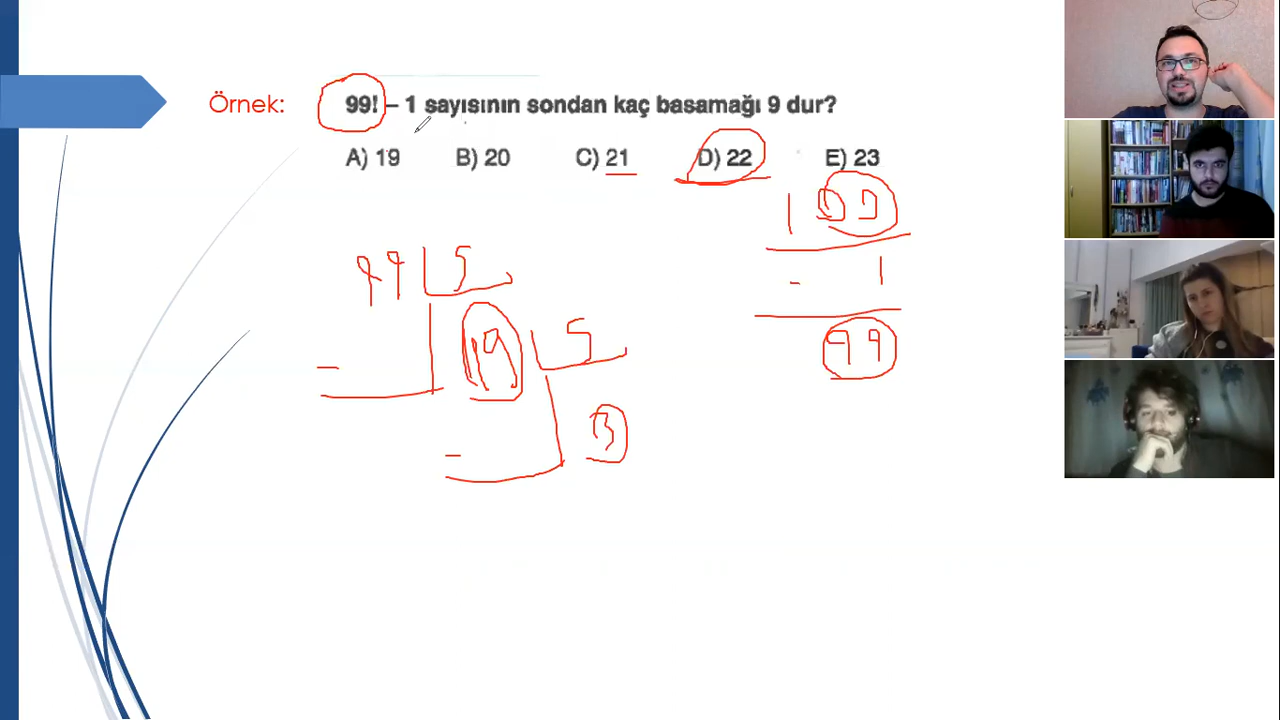 Örnek:
99! – 1 sayısının sondan kaç basamağı 9 dur?
A) 19 B) 20 C) 21 D) 22 E) 23
100
99 5
- 1
19 5
99
-
3
-